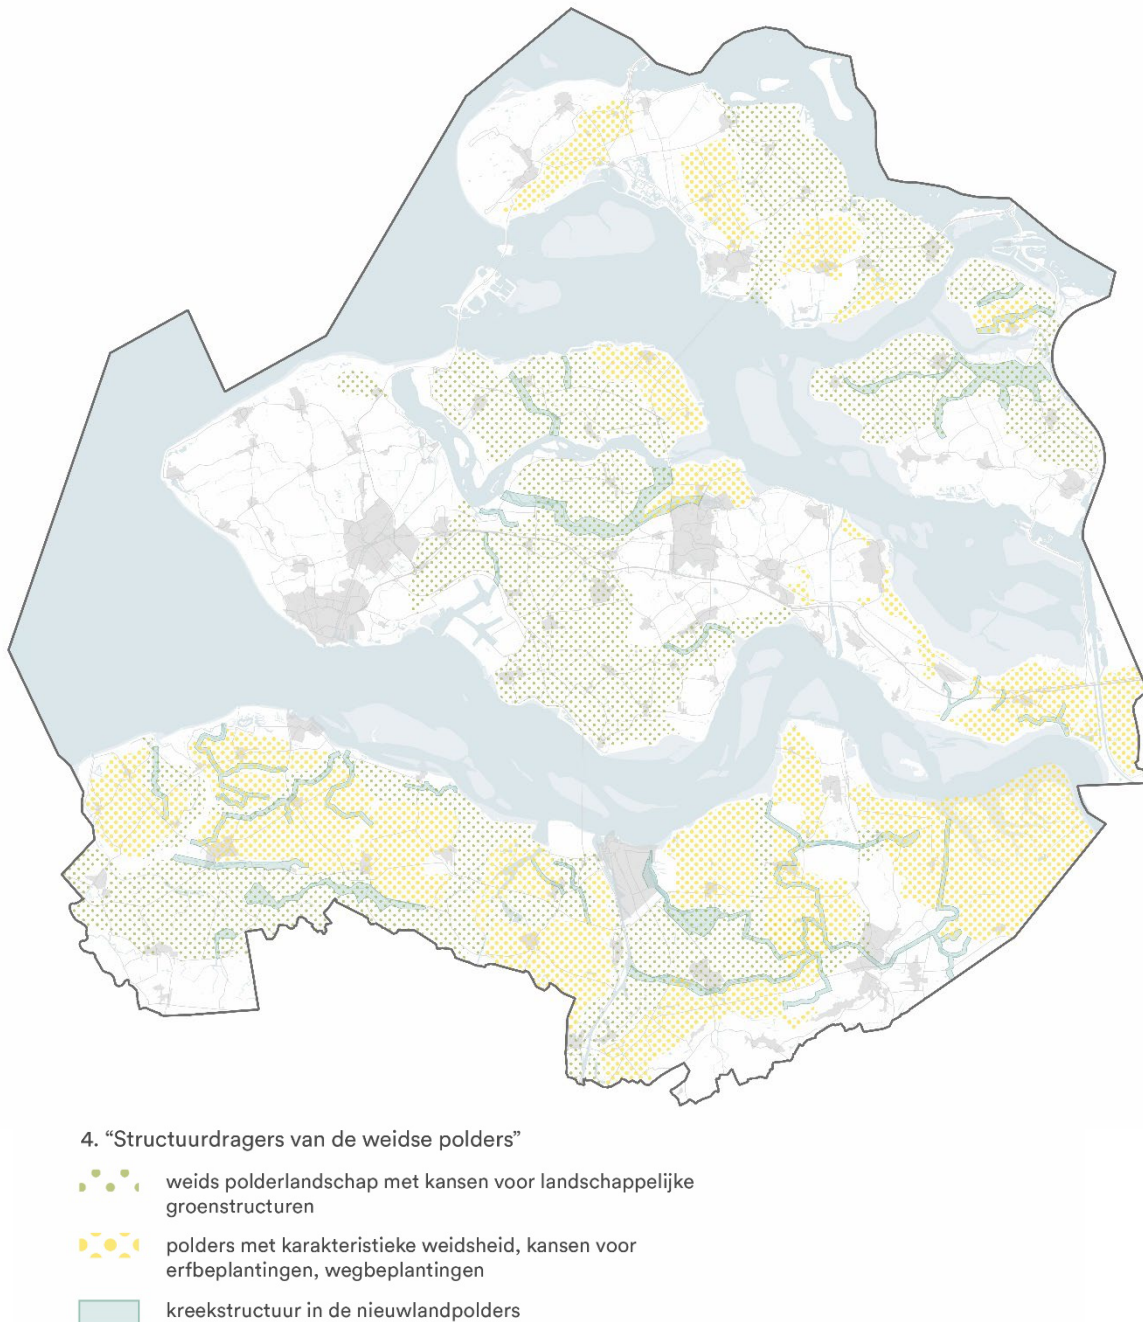 4. “Structuurdragers van de weidse polders”
weids polderlandschap met kansen voor landschappelijke
groenstructuren
polders met karakteristieke weidsheid, kansen voor
erfbeplantingen, wegbeplantingen
kreekstructuur in de nieuwlandpolders